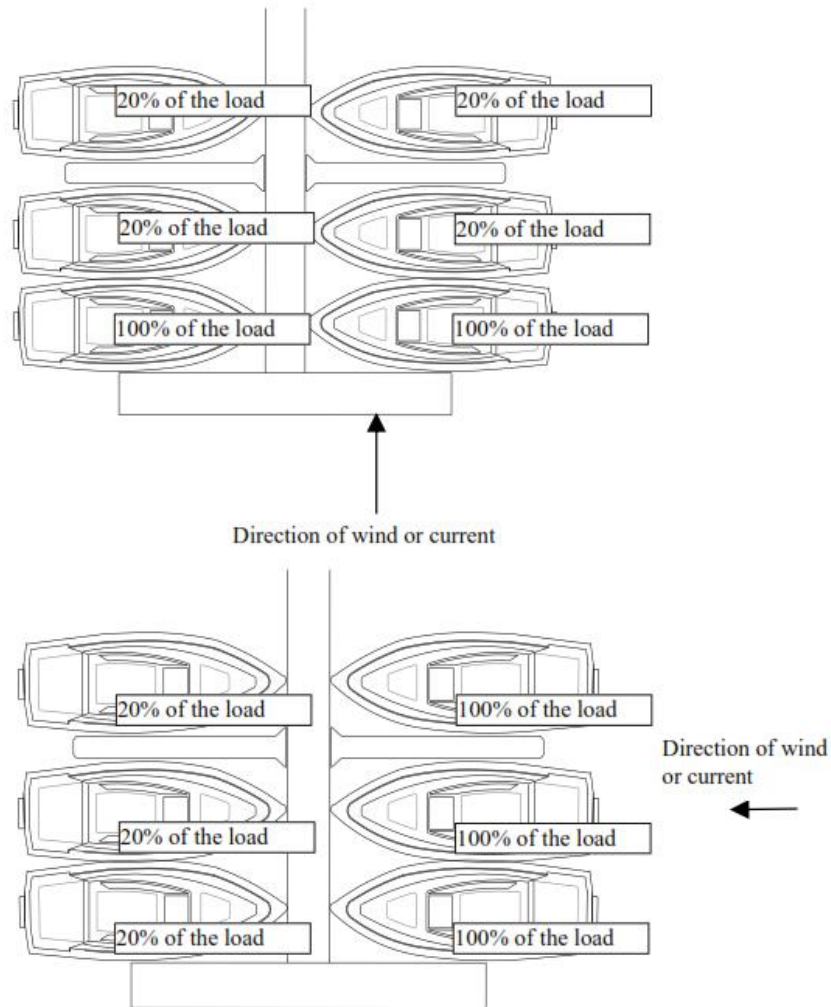 20% of the load
20% of the load
20% of the load
20% of the load
100% of the load
100% of the load
Direction of wind or current
20% of the load
100% of the load
Direction of wind
or current
20% of the load
100% of the load
20% of the load
100% of the load